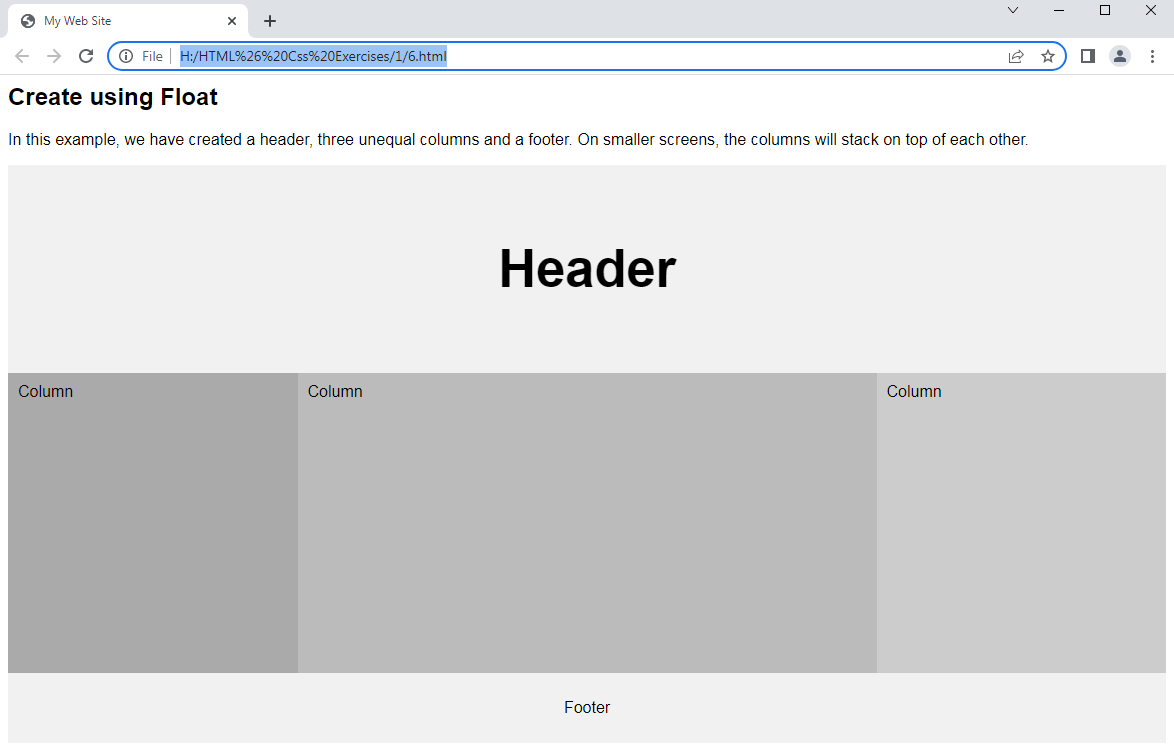 My Web Site
File H:/HTML%26%20Css%20Exercises/1/6.html
Create using Float
In this example, we have created a header, three unequal columns and a footer. On smaller screens, the columns will stack on top of each other.
Header
Column Column Column
Footer